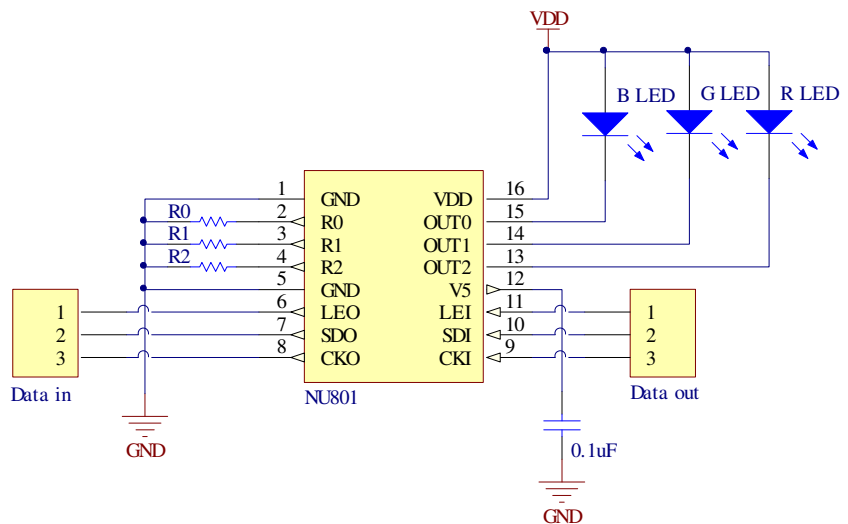 VDD
B LED
G LED
R LED
1
GND
VDD
16
R0
2
R0
OUT0
15
R1
3
R1
OUT1
14
R2
4
R2
OUT2
13
5
GND
V5
12
1
6
LEO
LEI
11
1
2
7
SDO
SDI
10
2
3
8
CKO
CKI
9
3
Data in
NU801
Data out
GND
0.1uF
GND